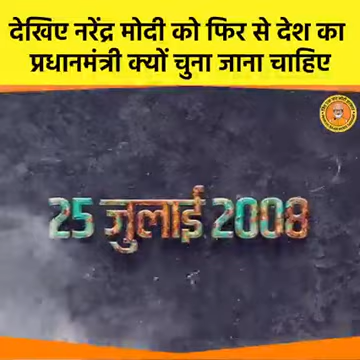 देखिए नरेंद्र मोदी को फिर से देश का
प्रधानमंत्री क्यों चुना जाना चाहिए
25 जुलाई 2008